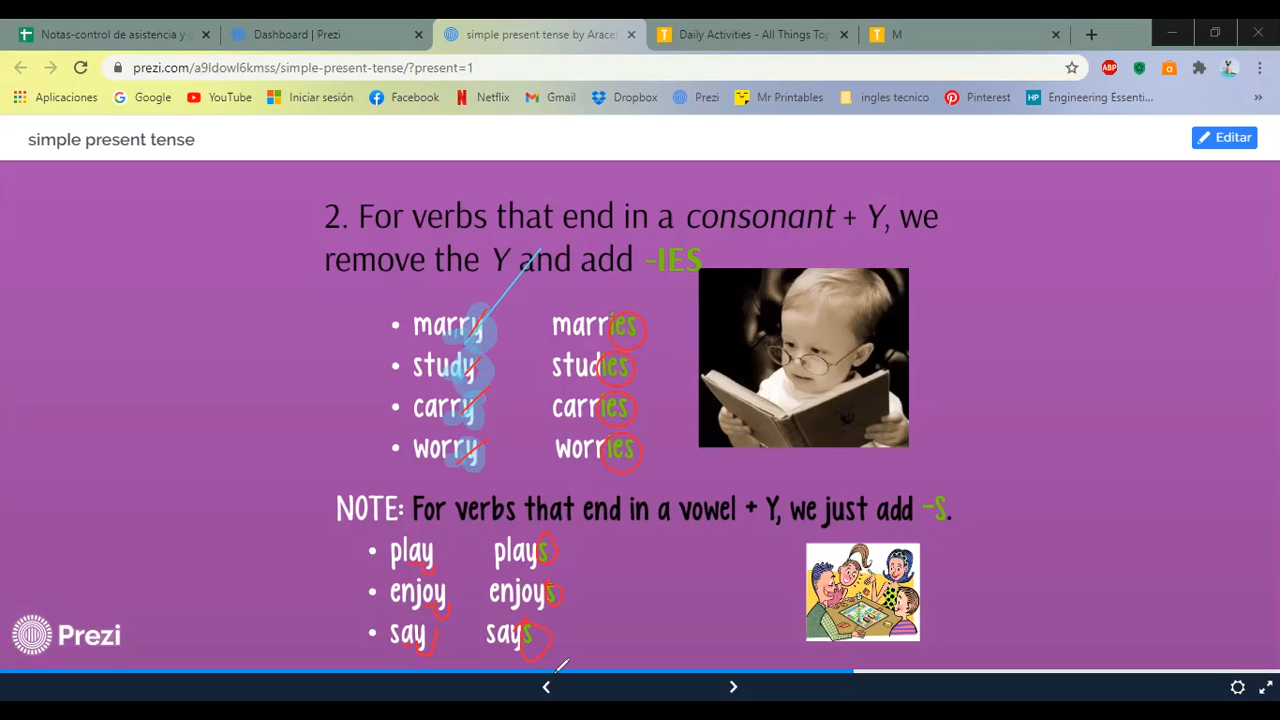 Notas-control de asistencia y c
Dashboard | Prezi
simple present tense by Aracel
Daily Activities - All Things Top
M
prezi.com/a9ldowl6kmss/simple-present-tense/?present=1
ABP
Aplicaciones
Google
YouTube
Iniciar sesión
Facebook
Netflix
Gmail
Dropbox
Prezi
Mr Printables
ingles tecnico
Pinterest
HP
Engineering Essenti...
simple present tense
Editar
2. For verbs that end in a consonant + Y, we
remove the Y and add -IES
• marry marries
• study studies
• carry carries
• worry worries
NOTE: For verbs that end in a vowel + Y, we just add -S.
• play plays
• enjoy enjoys
• say says
Prezi